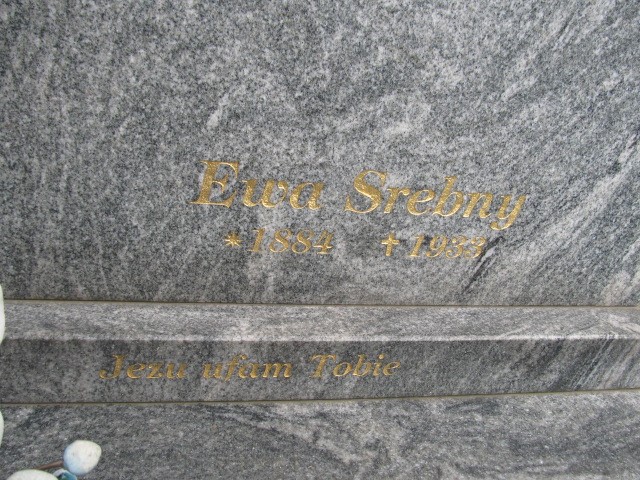 Ewa Srebny
* 1884 † 1933
Jezu ufam Tobie